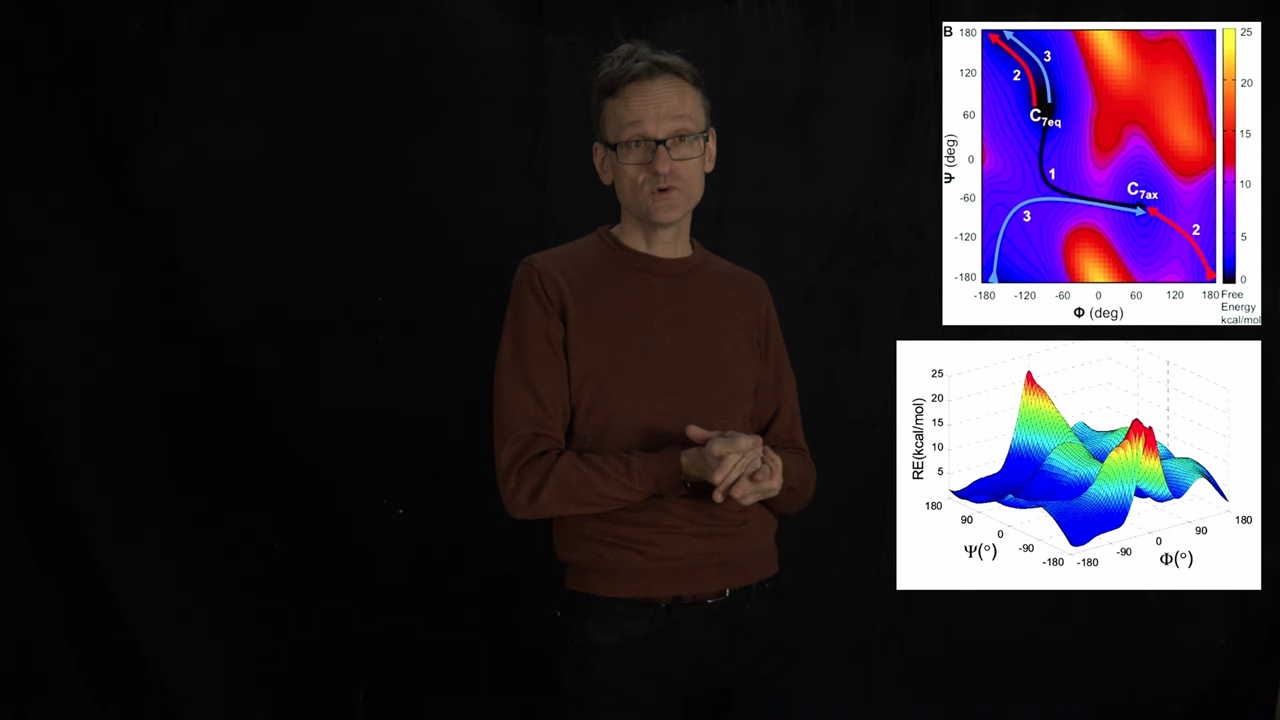 B
180
120
60
0
-60
-120
-180
Ψ (deg)
3
2
C7eq
1
C7ax
3
2
-180 -120 -60 0 60 120 180
Φ (deg)
25
20
15
10
5
0
Free
Energy
kcal/mol
25
20
15
10
5
RE(kcal/mol)
180
90
0
-90
-180
Ψ(°)
-180
-90
0
90
180
Φ(°)